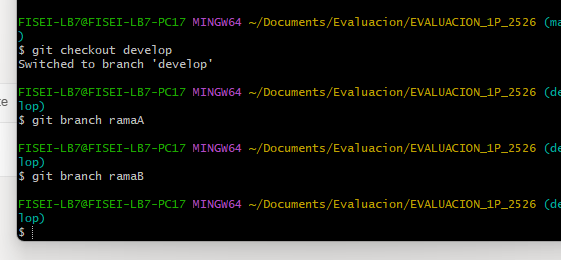 FISEI-LB7@FISEI-LB7-PC17 MINGW64 ~/Documents/Evaluacion/EVALUACION_1P_2526 (ma
)
$ git checkout develop
Switched to branch 'develop'
FISEI-LB7@FISEI-LB7-PC17 MINGW64 ~/Documents/Evaluacion/EVALUACION_1P_2526 (de
te
lop)
$ git branch ramaA
FISEI-LB7@FISEI-LB7-PC17 MINGW64 ~/Documents/Evaluacion/EVALUACION_1P_2526 (de
lop)
$ git branch ramaB
FISEI-LB7@FISEI-LB7-PC17 MINGW64 ~/Documents/Evaluacion/EVALUACION_1P_2526 (de
lop)
$